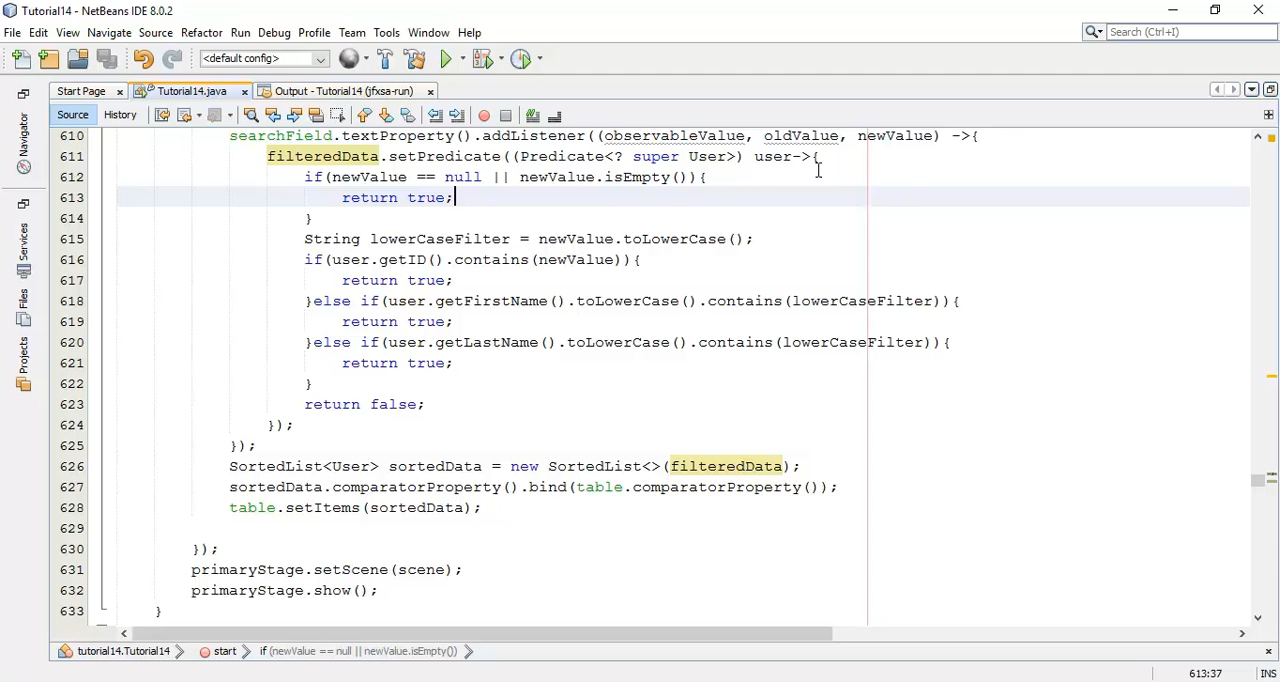 Tutorial14 - NetBeans IDE 8.0.2
File Edit View Navigate Source Refactor Run Debug Profile Team Tools Window Help
Search (Ctrl+I)
<default config>
Start Page Tutorial14.java Output - Tutorial14 (jfxsa-run)
Source History
Navigator
Services
Files
Projects
610 searchField.textProperty().addListener((observableValue, oldValue, newValue) ->{
611 filteredData.setPredicate((Predicate<? super User>) user->{
612 if(newValue == null || newValue.isEmpty()){
613 return true;
614 }
615 String lowerCaseFilter = newValue.toLowerCase();
616 if(user.getID().contains(newValue)){
617 return true;
618 }else if(user.getFirstName().toLowerCase().contains(lowerCaseFilter)){
619 return true;
620 }else if(user.getLastName().toLowerCase().contains(lowerCaseFilter)){
621 return true;
622 }
623 return false;
624 });
625 });
626 SortedList<User> sortedData = new SortedList<>(filteredData);
627 sortedData.comparatorProperty().bind(table.comparatorProperty());
628 table.setItems(sortedData);
629
630 });
631 primaryStage.setScene(scene);
632 primaryStage.show();
633 }
tutorial14.Tutorial14 start if (newValue == null || newValue.isEmpty())
613:37 INS